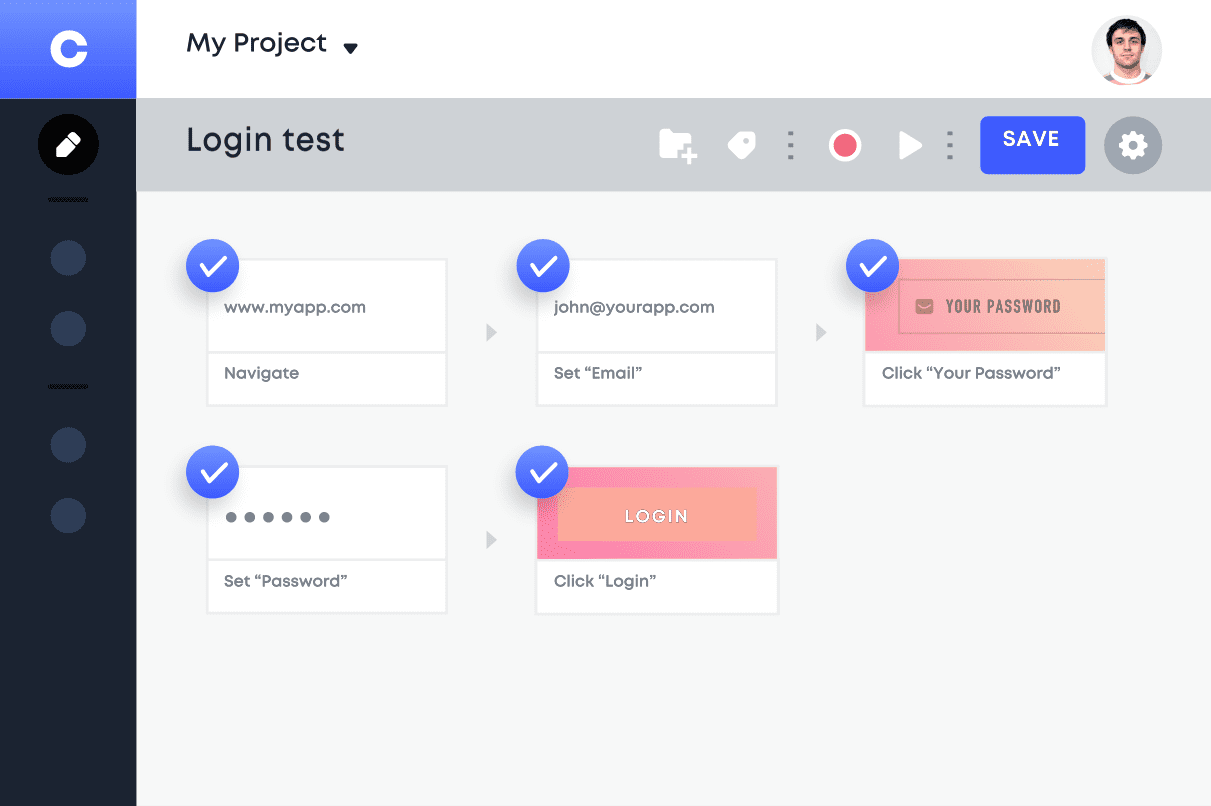 C
My Project
Login test
SAVE
www.myapp.com
Navigate
john@yourapp.com
Set “Email”
YOUR PASSWORD
Click “Your Password”
Set “Password”
LOGIN
Click “Login”